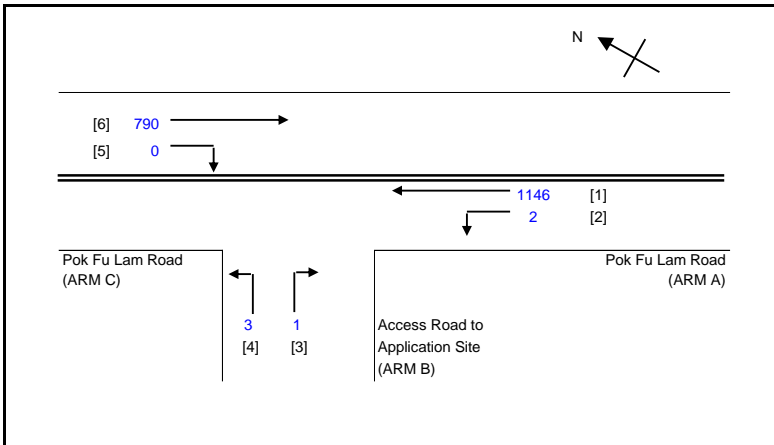 N
[6] 790
[5] 0
1146 [1]
2 [2]
Pok Fu Lam Road
(ARM C)
Pok Fu Lam Road
(ARM A)
3 1
[4] [3]
Access Road to
Application Site
(ARM B)